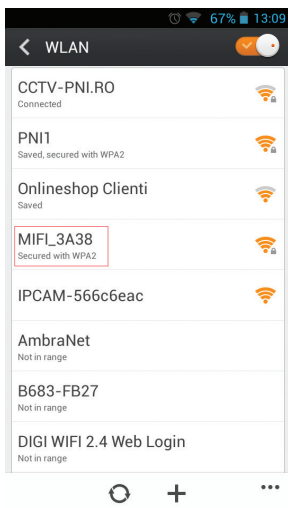 67% 13:09
WLAN
CCTV-PNI.RO
Connected
PNI1
Saved, secured with WPA2
Onlineshop Clienti
Saved
MIFI_3A38
Secured with WPA2
IPCAM-566c6eac
AmbraNet
Not in range
B683-FB27
Not in range
DIGI WIFI 2.4 Web Login
Not in range